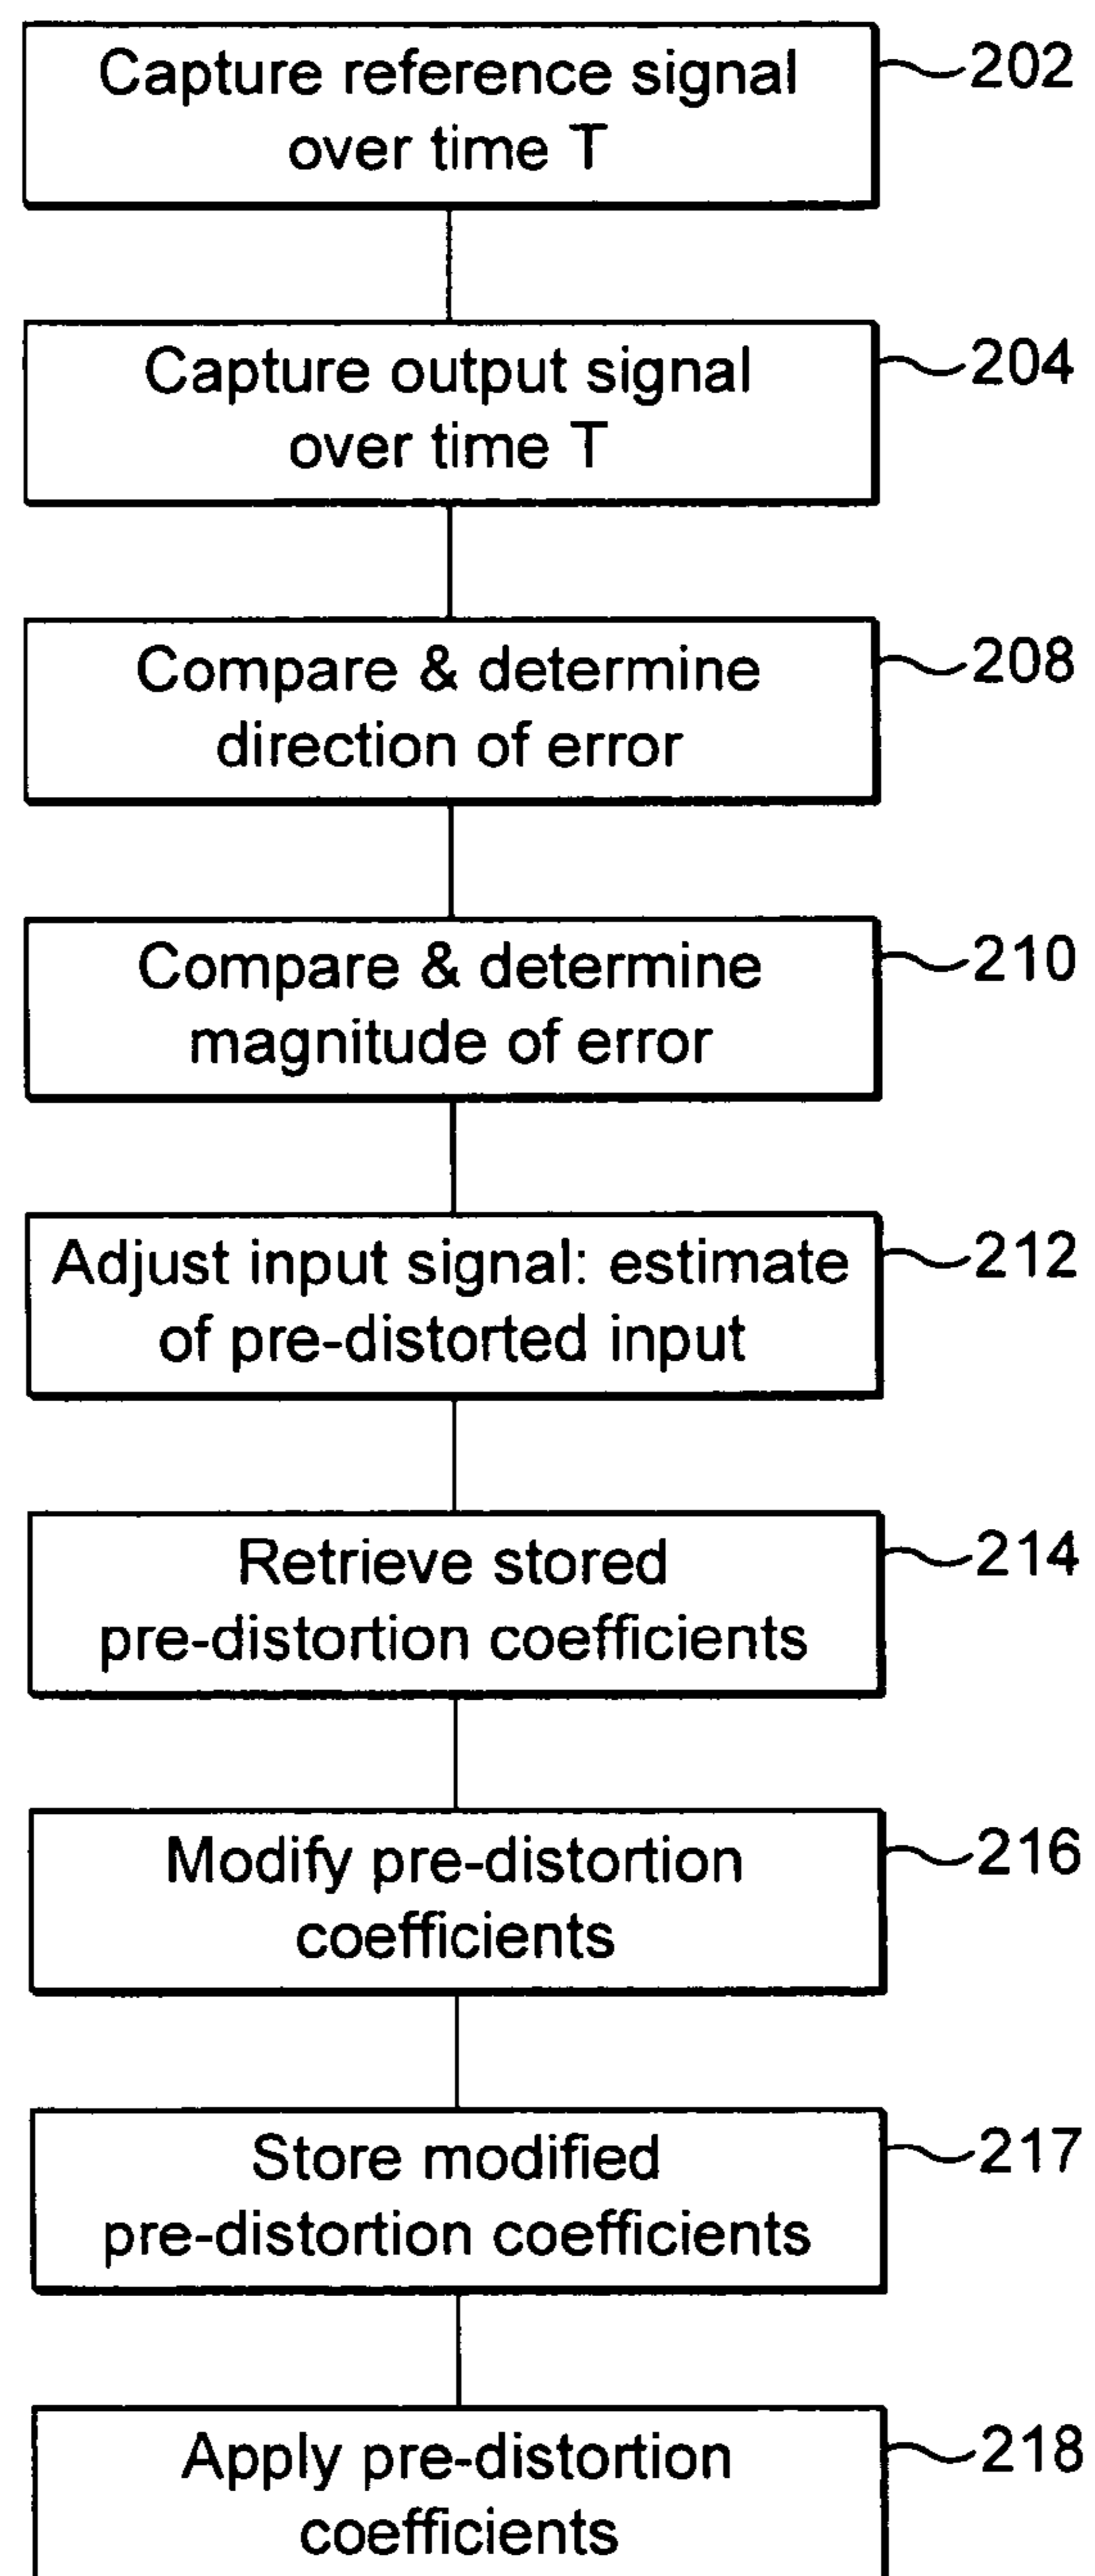 Capture reference signal
over time T
202
Capture output signal
over time T
204
Compare & determine
direction of error
208
Compare & determine
magnitude of error
210
Adjust input signal: estimate
of pre-distorted input
212
Retrieve stored
pre-distortion coefficients
214
Modify pre-distortion
coefficients
216
Store modified
pre-distortion coefficients
217
Apply pre-distortion
coefficients
218